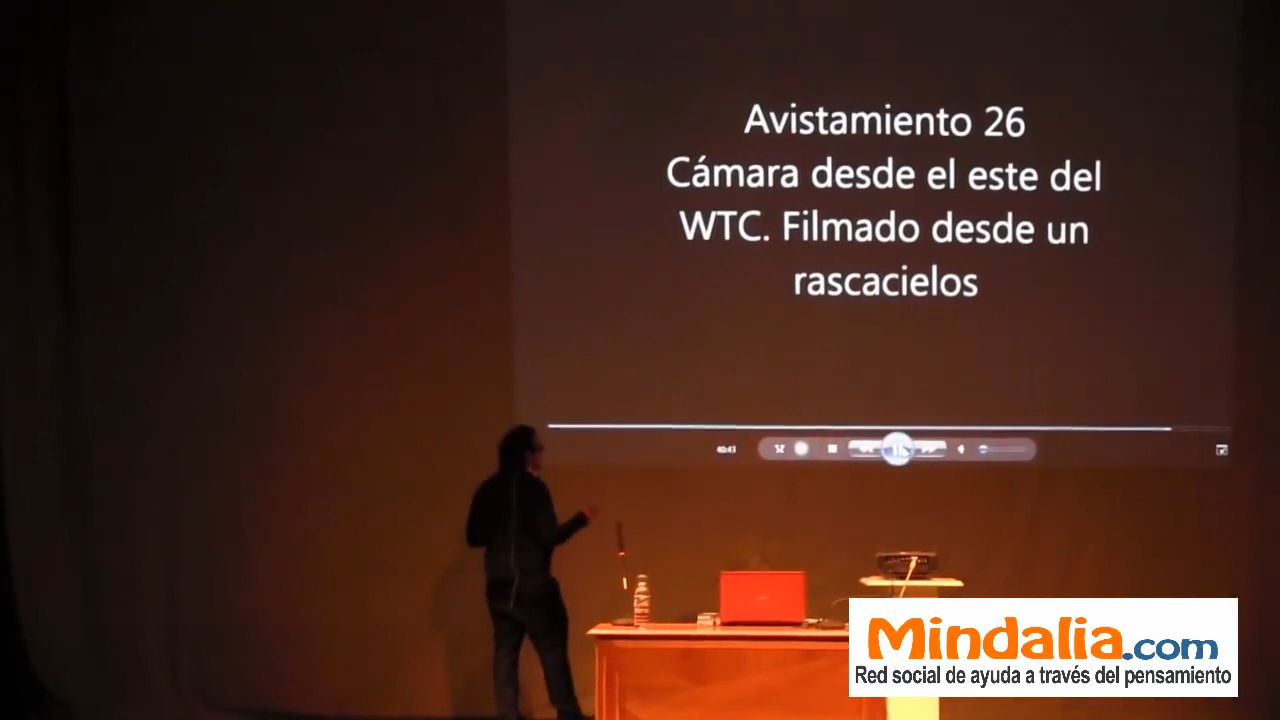 Avistamiento 26
Cámara desde el este del
WTC. Filmado desde un
rascacielos
40:43
Mindalia.com
Red social de ayuda a través del pensamiento